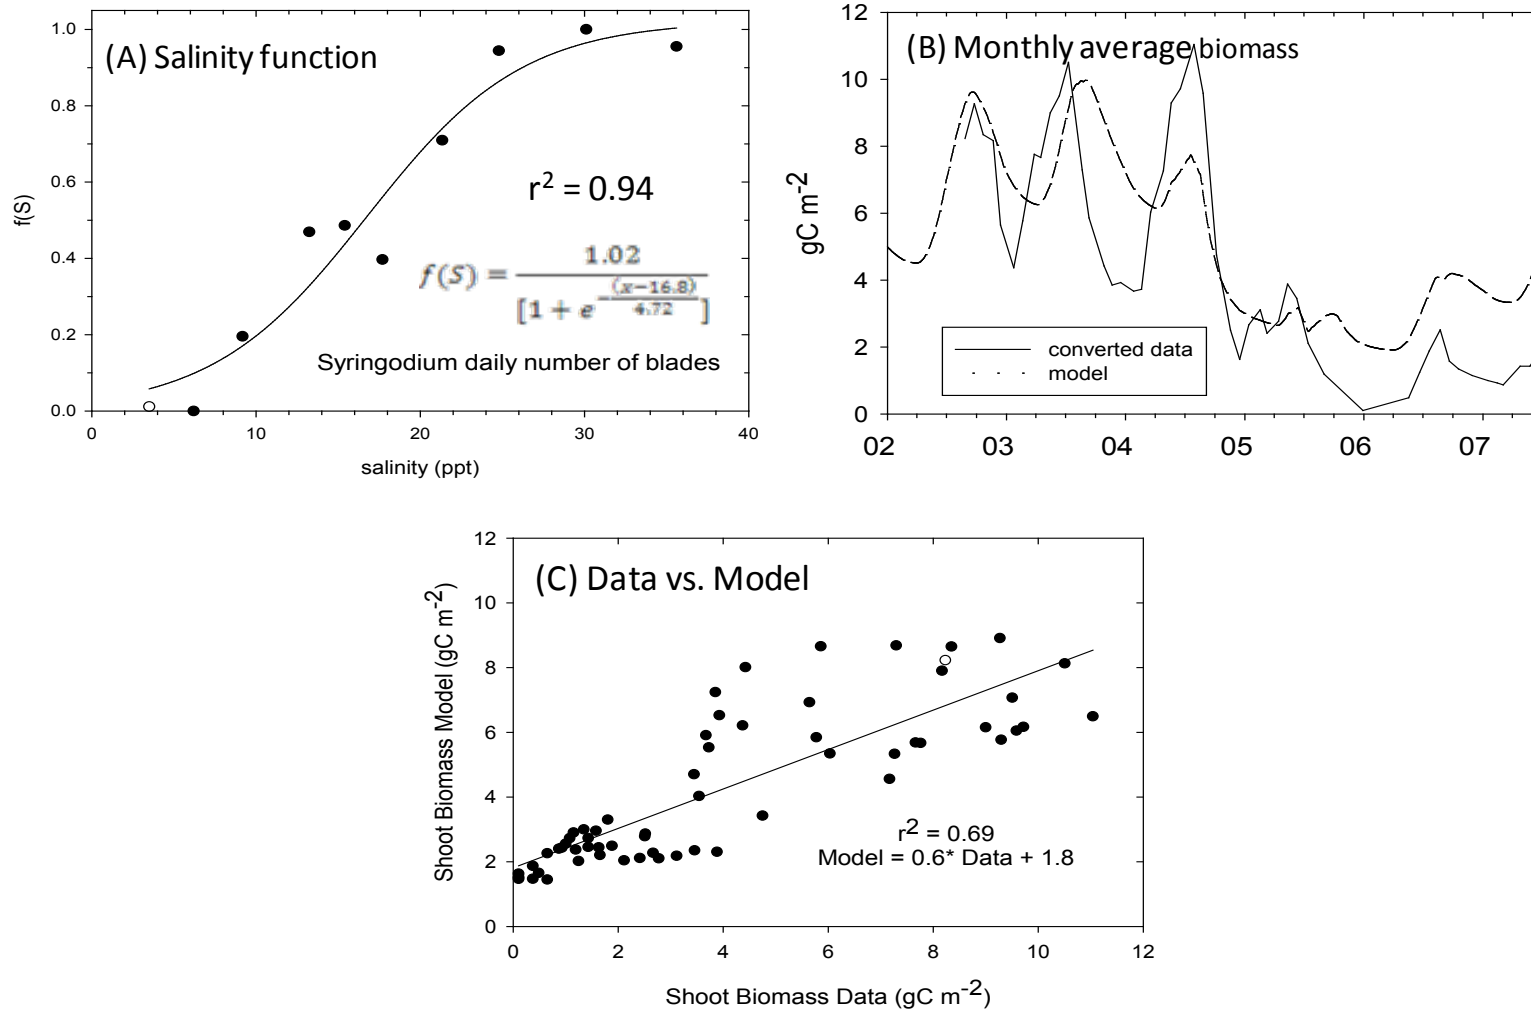 (A) Salinity function
1.0
0.8
0.6
0.4
0.2
0.0
f(S)
r² = 0.94
f(S) = 1.02 / [1 + e^-(x−16.8)/4.72]
Syringodium daily number of blades
0 10 20 30 40
salinity (ppt)
(B) Monthly average biomass
12
10
8
6
4
2
0
gC m⁻²
converted data
model
02 03 04 05 06 07
(C) Data vs. Model
12
10
8
6
4
2
0
Shoot Biomass Model (gC m⁻²)
r² = 0.69
Model = 0.6* Data + 1.8
0 2 4 6 8 10 12
Shoot Biomass Data (gC m⁻²)